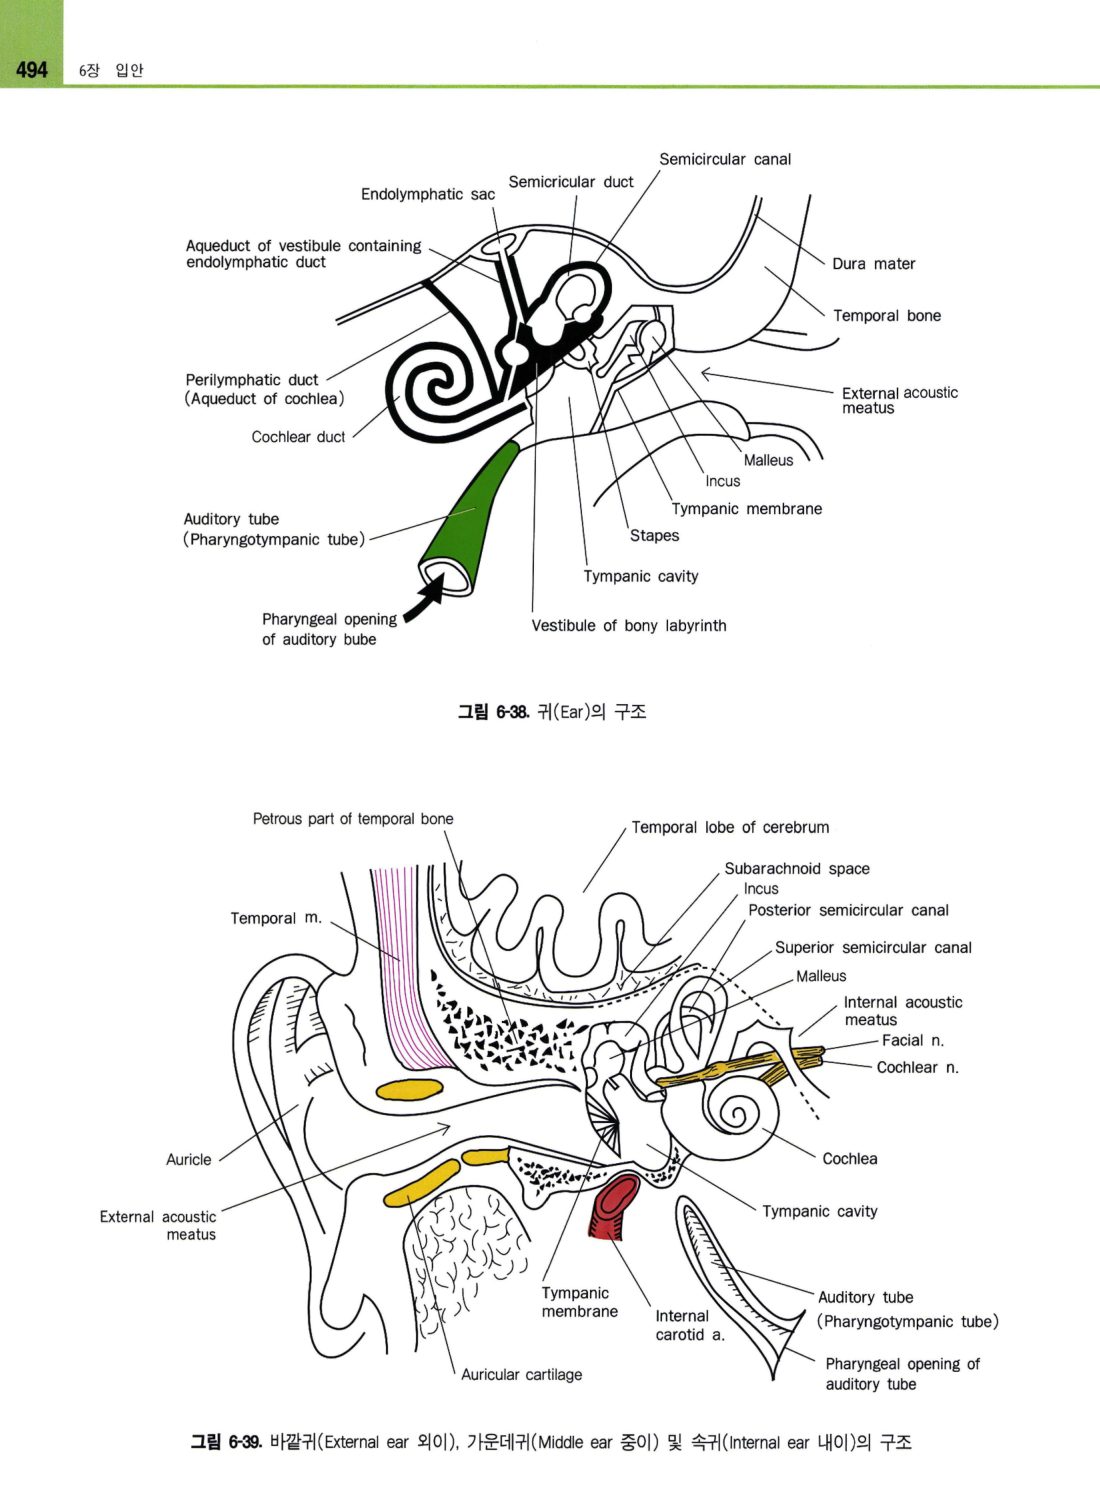 494
6장 입안
Semicircular canal
Semicricular duct
Endolymphatic sac
Aqueduct of vestibule containing
endolymphatic duct
Dura mater
Temporal bone
Perilymphatic duct
(Aqueduct of cochlea)
External acoustic
meatus
Cochlear duct
Malleus
Incus
Tympanic membrane
Auditory tube
(Pharyngotympanic tube)
Stapes
Tympanic cavity
Pharyngeal opening
of auditory bube
Vestibule of bony labyrinth
그림 6-38. 귀(Ear)의 구조
Petrous part of temporal bone
Temporal lobe of cerebrum
Subarachnoid space
Incus
Posterior semicircular canal
Temporal m.
Superior semicircular canal
Malleus
Internal acoustic
meatus
Facial n.
Cochlear n.
Auricle
Cochlea
External acoustic
meatus
Tympanic cavity
Tympanic
membrane
Auditory tube
(Pharyngotympanic tube)
Internal
carotid a.
Pharyngeal opening of
auditory tube
Auricular cartilage
그림 6-39. 바깥귀(External ear 외이), 가운데귀(Middle ear 중이) 및 속귀(Internal ear 내이)의 구조